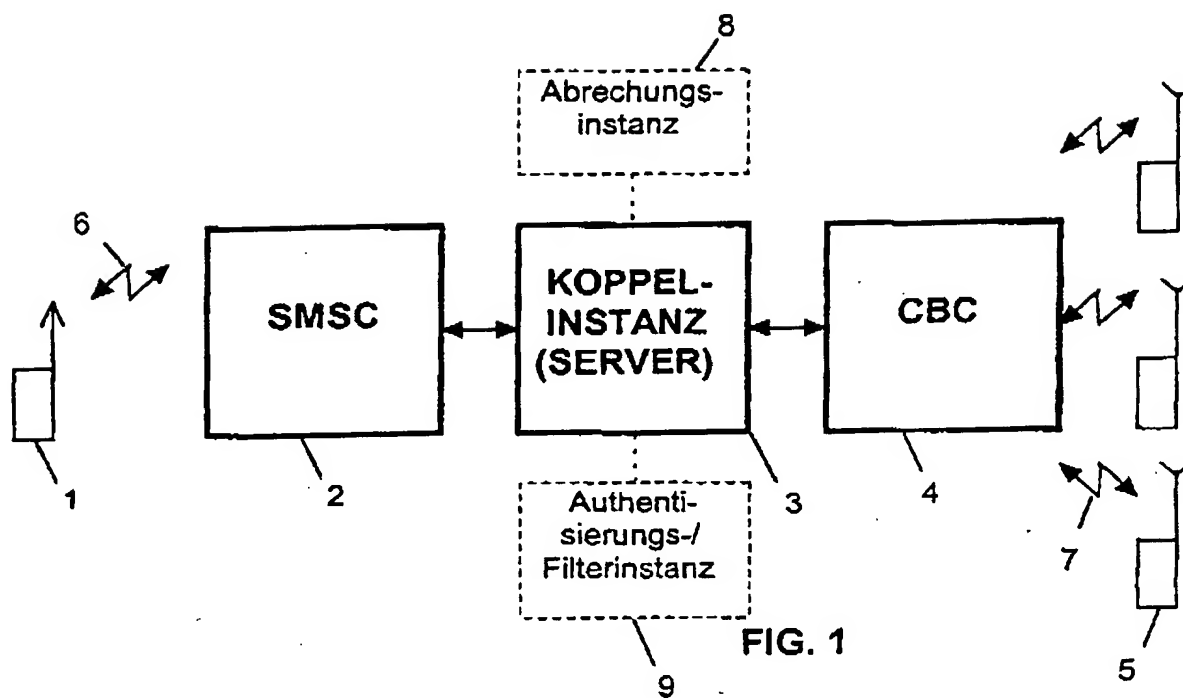 8
Abrechungs-
instanz
6
SMSC
KOPPEL-
INSTANZ
(SERVER)
CBC
1
2
3
4
7
Authenti-
sierungs-/
Filterinstanz
9
FIG. 1
5